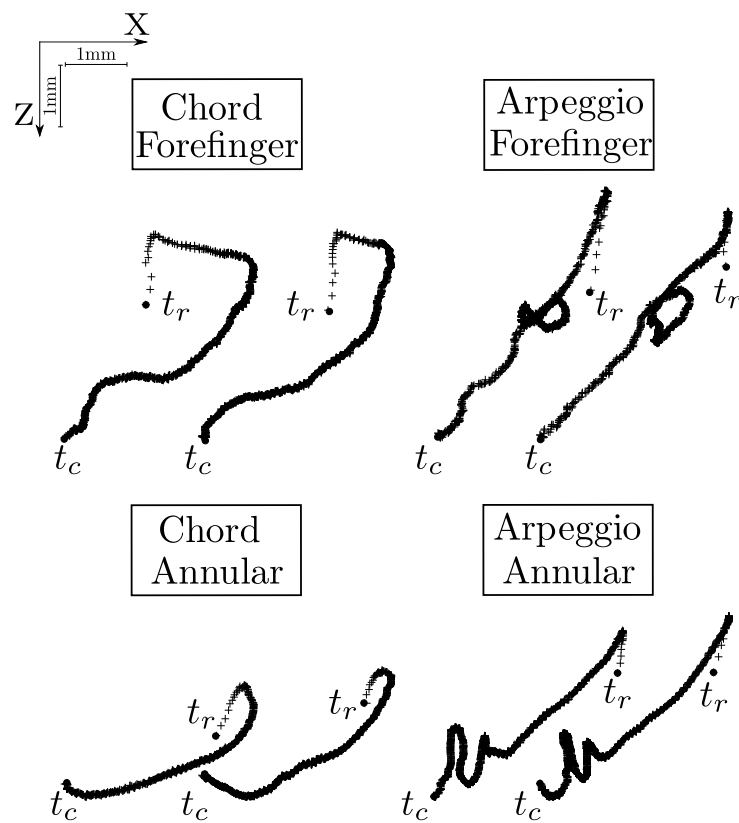 X
1mm
1mm
Z
Chord
Forefinger
Arpeggio
Forefinger
t_r
t_r
t_r
t_r
t_c
t_c
t_c
t_c
Chord
Annular
Arpeggio
Annular
t_r
t_r
t_r
t_r
t_c
t_c
t_c
t_c